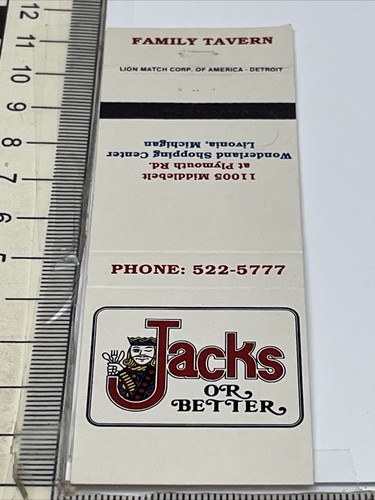 FAMILY TAVERN
LION MATCH CORP. OF AMERICA - DETROIT
11005 Middlebelt
at Plymouth Rd.
Wonderland Shopping Center
Livonia, Michigan
PHONE: 522-5777
Jacks
OR
BETTER
12
11
10
9
8
7
6
5